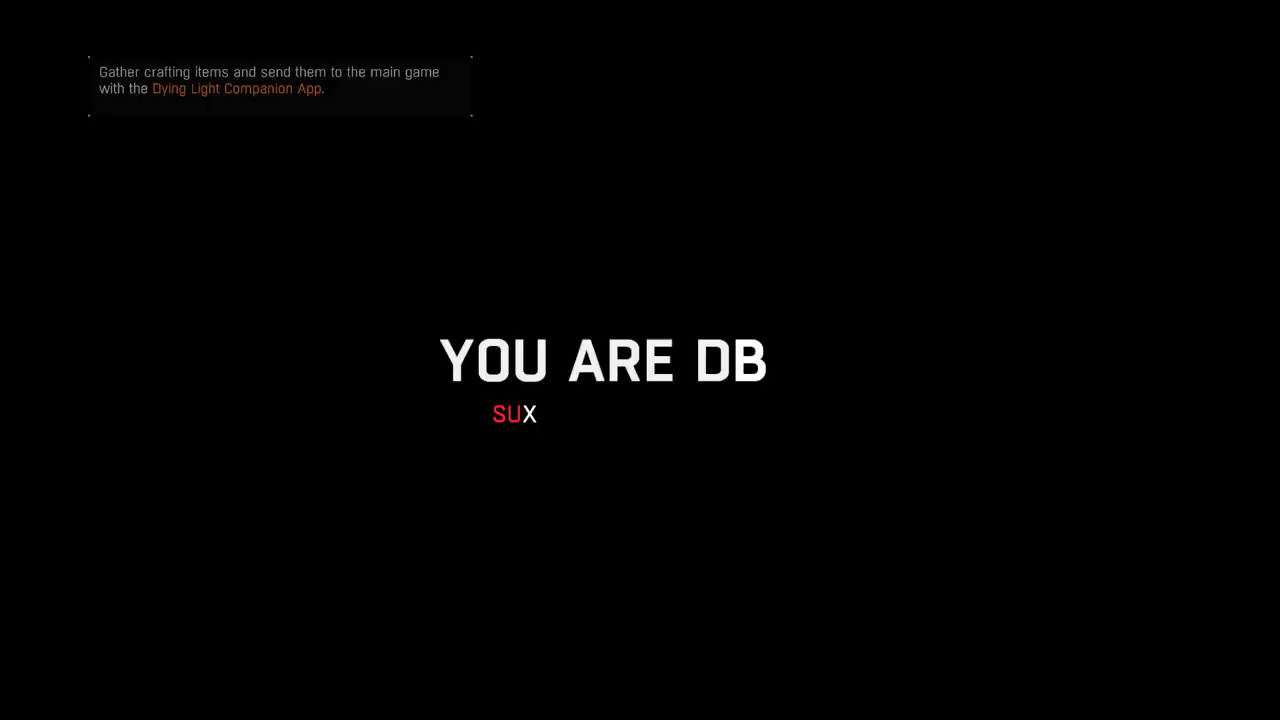 Gather crafting items and send them to the main game
with the Dying Light Companion App.
YOU ARE DB
SUX